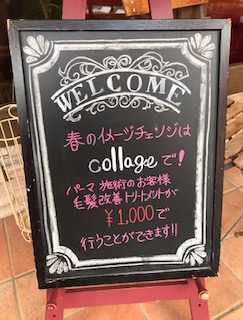 WELCOME
春のイメージチェンジは
collageで!
パーマ施術のお客様
毛髪改善トリートメントが
￥1,000で
行うことができます!!